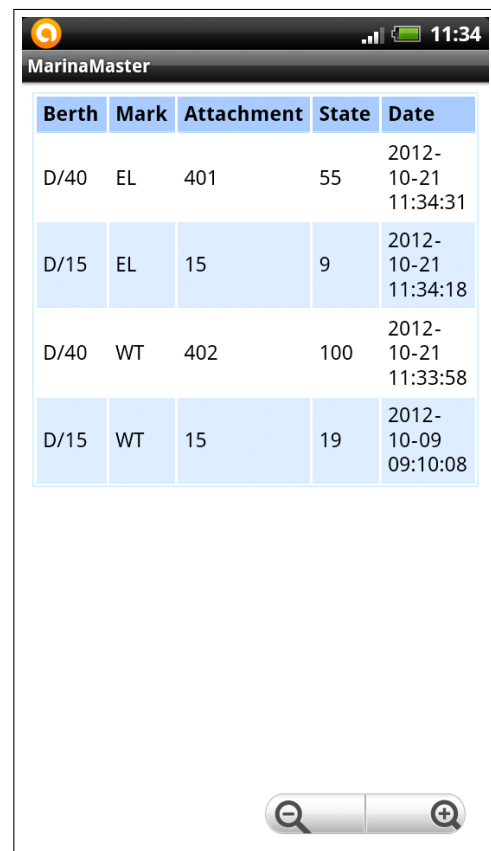 11:34
MarinaMaster
Berth Mark Attachment State Date
D/40 EL 401 55 2012-
10-21
11:34:31
D/15 EL 15 9 2012-
10-21
11:34:18
D/40 WT 402 100 2012-
10-21
11:33:58
D/15 WT 15 19 2012-
10-09
09:10:08